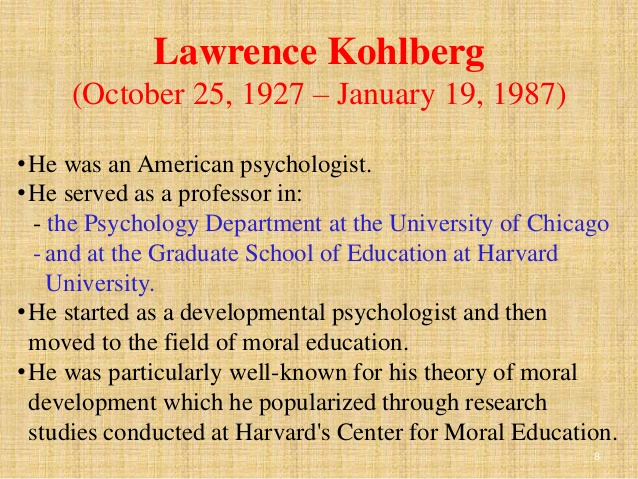 Lawrence Kohlberg
(October 25, 1927 – January 19, 1987)
•He was an American psychologist.
•He served as a professor in:
- the Psychology Department at the University of Chicago
- and at the Graduate School of Education at Harvard
University.
•He started as a developmental psychologist and then
moved to the field of moral education.
•He was particularly well-known for his theory of moral
development which he popularized through research
studies conducted at Harvard's Center for Moral Education.
8